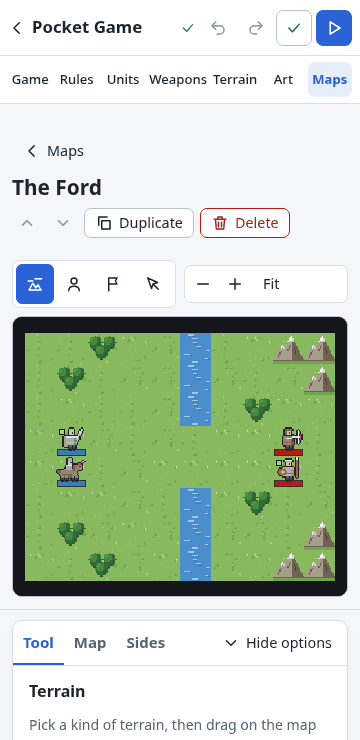 Pocket Game
Game Rules Units Weapons Terrain Art Maps
Maps
The Ford
Duplicate Delete
Fit
Tool Map Sides Hide options
Terrain
Pick a kind of terrain, then drag on the map